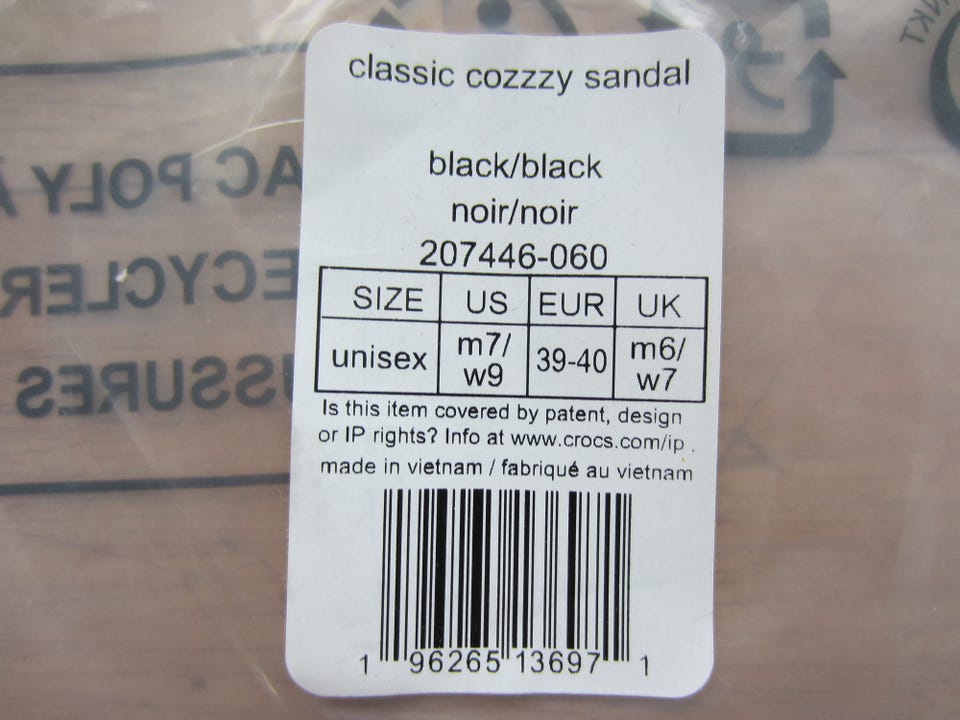 classic cozzzy sandal
black/black
noir/noir
207446-060
SIZE US EUR UK
unisex m7/ w9 39-40 m6/ w7
Is this item covered by patent, design
or IP rights? Info at www.crocs.com/ip .
made in vietnam / fabriqué au vietnam
1 96265 13697 1
AC POLY À
ECYCLER
USSURES